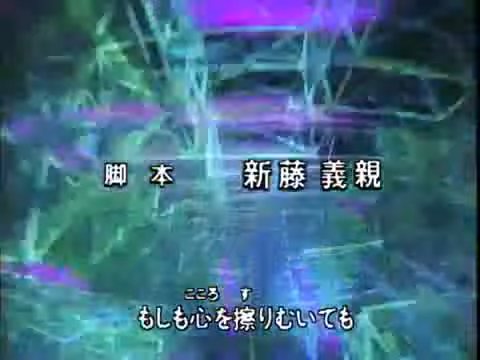 脚本 新藤義親
こころ す
もしも心を擦りむいても